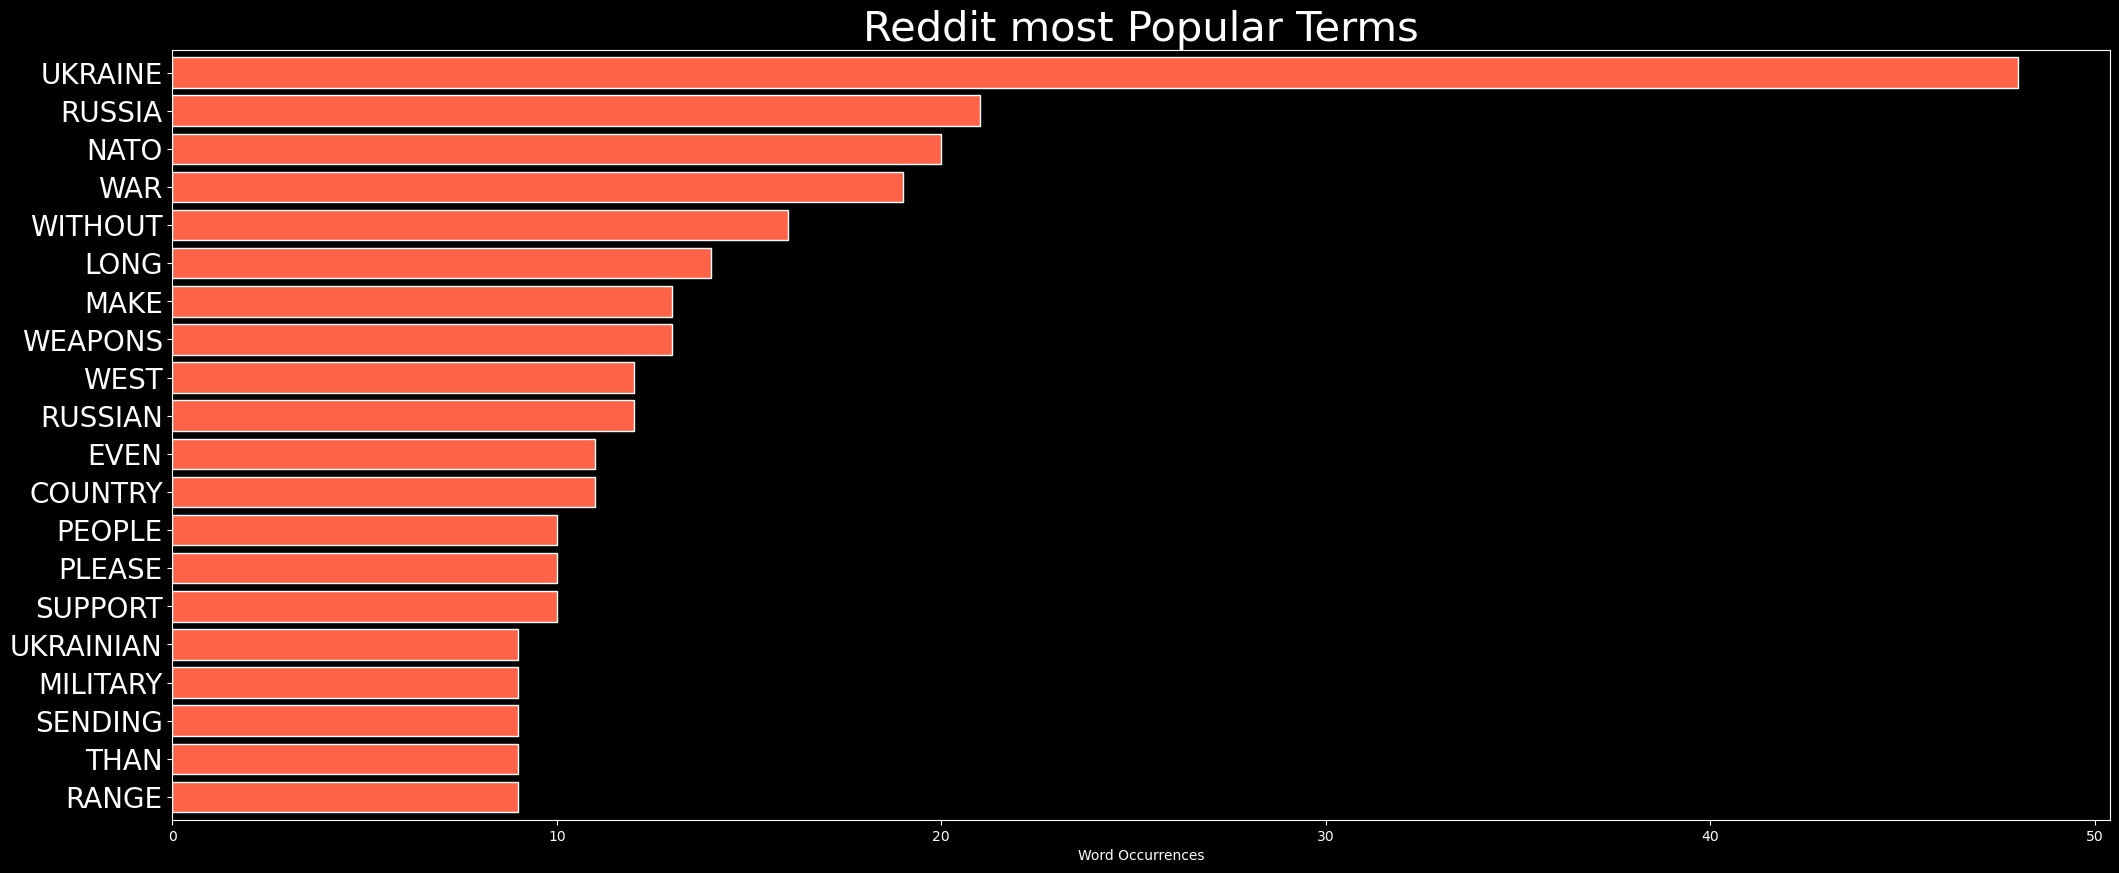 Reddit most Popular Terms
UKRAINE
RUSSIA
NATO
WAR
WITHOUT
LONG
MAKE
WEAPONS
WEST
RUSSIAN
EVEN
COUNTRY
PEOPLE
PLEASE
SUPPORT
UKRAINIAN
MILITARY
SENDING
THAN
RANGE
0 10 20 30 40 50
Word Occurrences